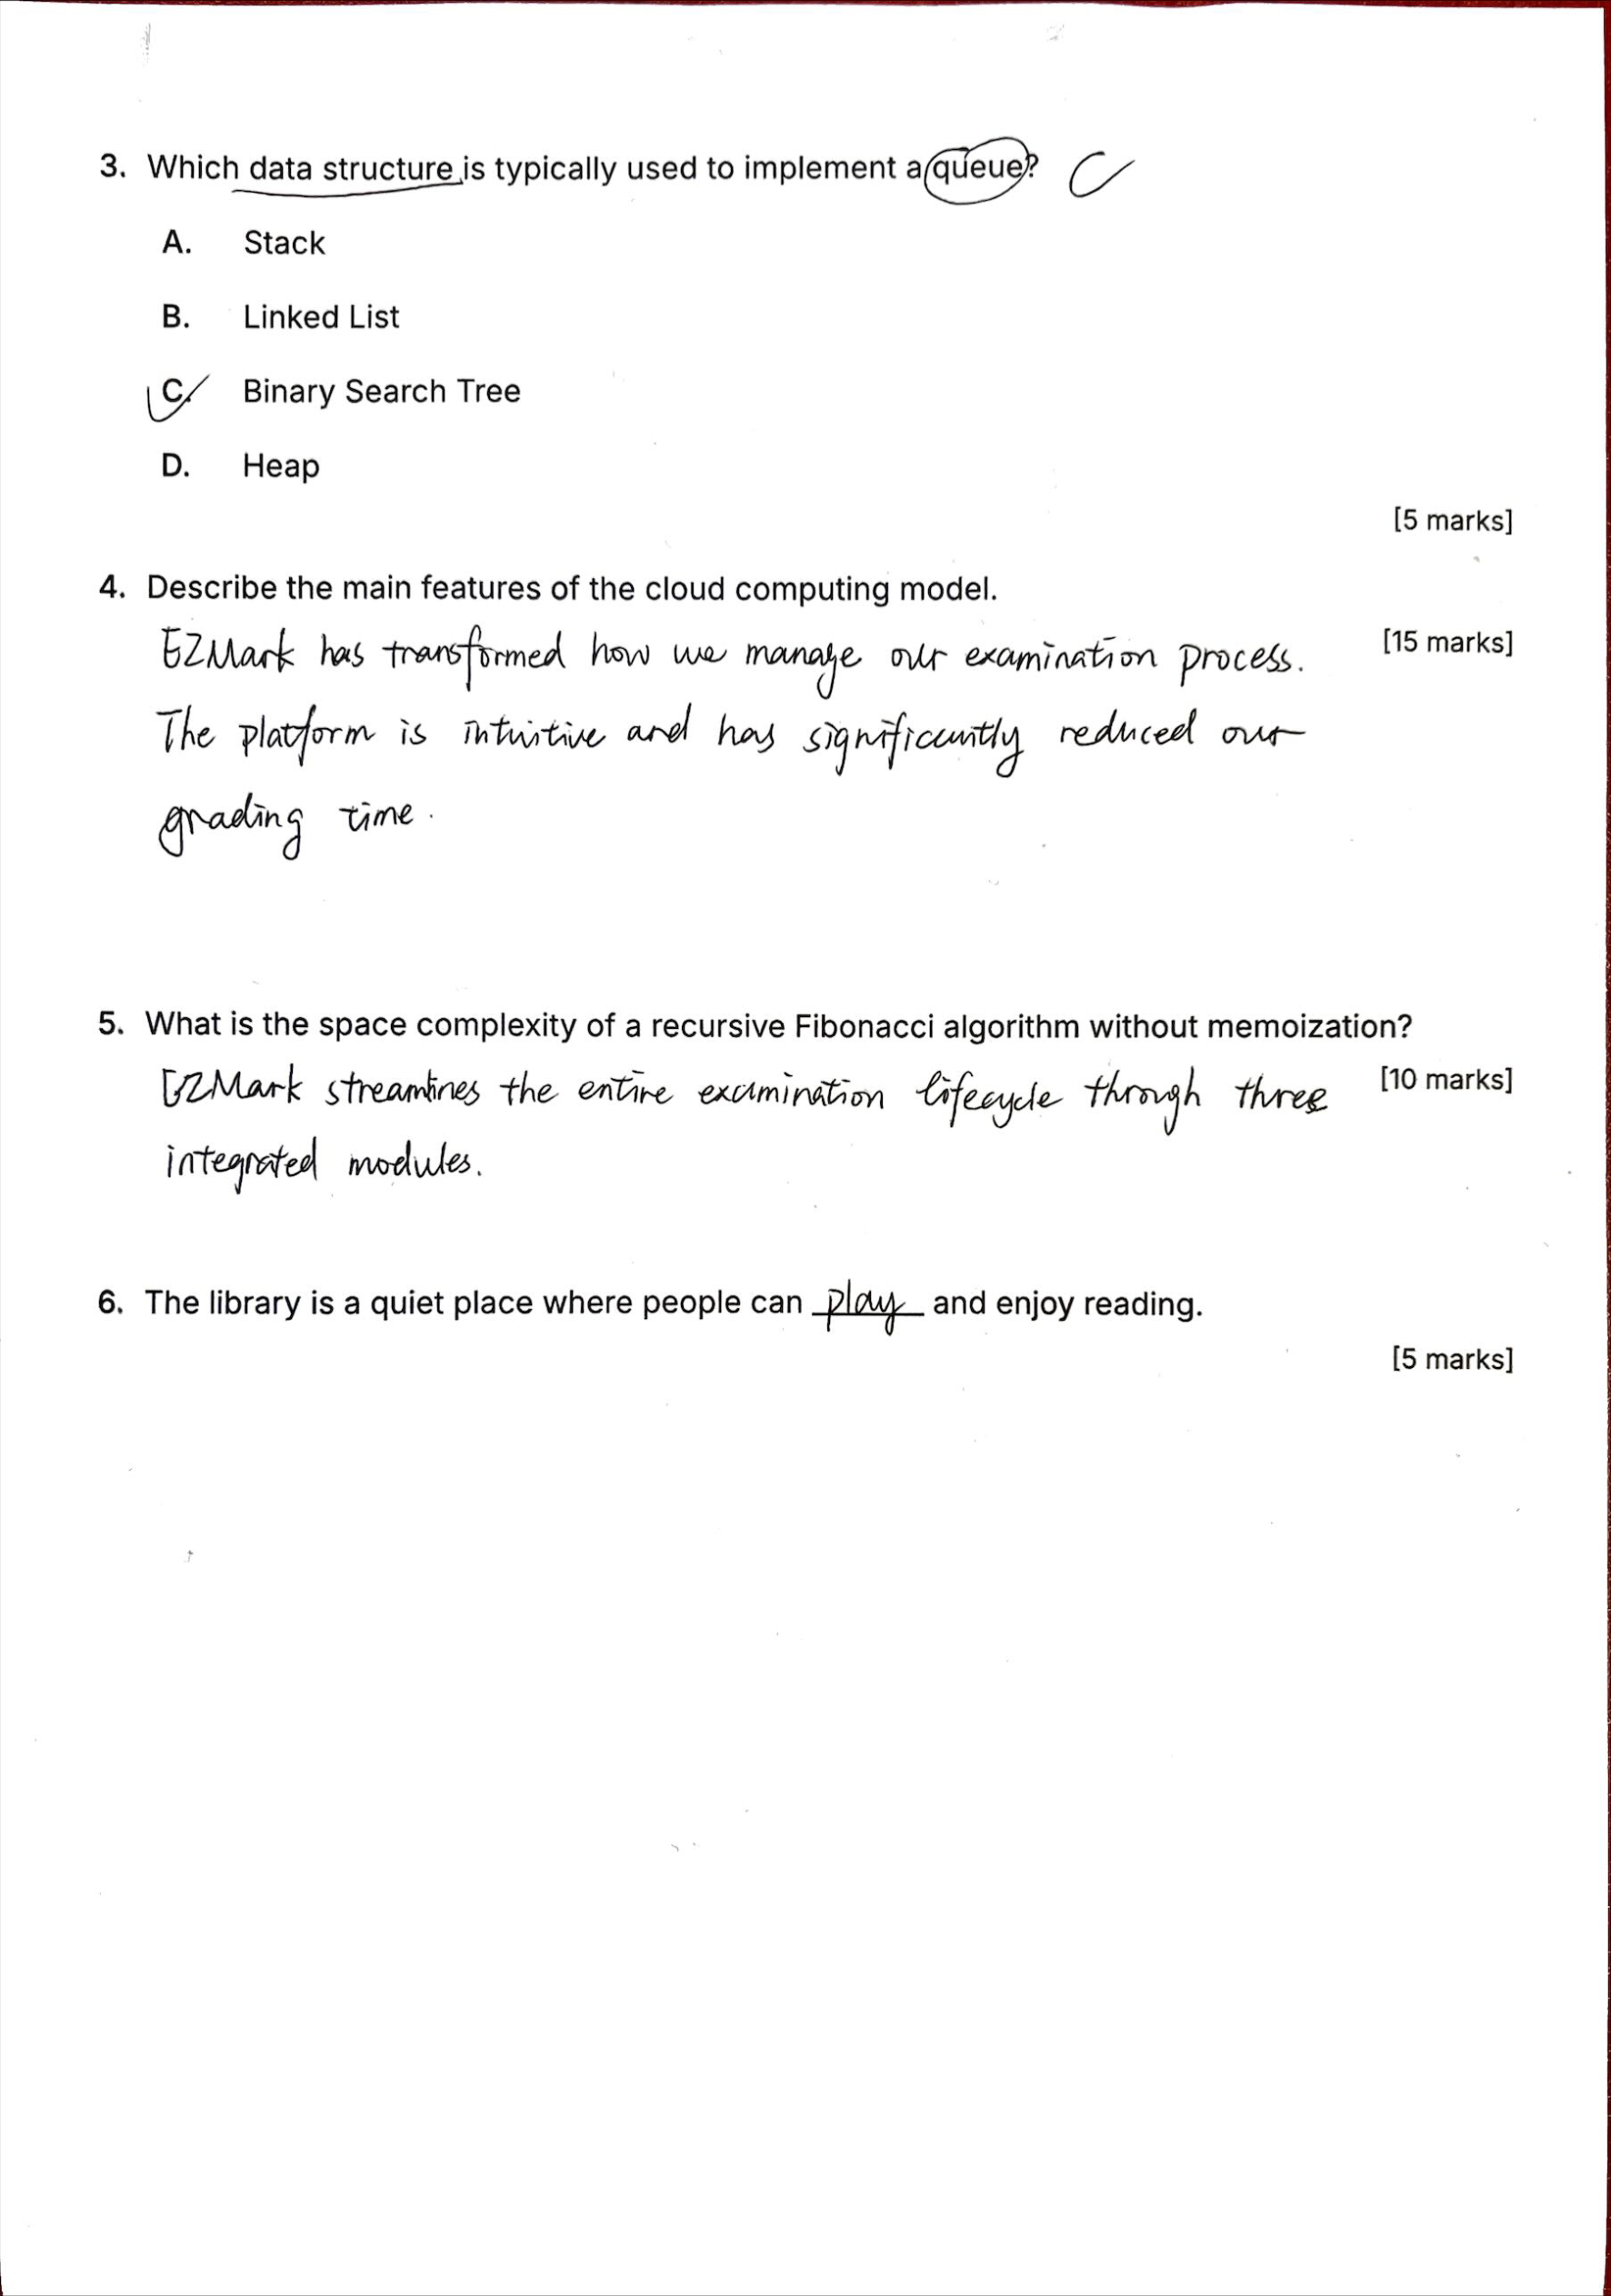 3. Which data structure is typically used to implement a queue? C
A. Stack
B. Linked List
C. Binary Search Tree
D. Heap
[5 marks]
4. Describe the main features of the cloud computing model.
EZMark has transformed how we manage our examination process. [15 marks]
The platform is intuitive and has significantly reduced our
grading time.
5. What is the space complexity of a recursive Fibonacci algorithm without memoization?
EZMark streamlines the entire examination lifecycle through three [10 marks]
integrated modules.
6. The library is a quiet place where people can play and enjoy reading.
[5 marks]